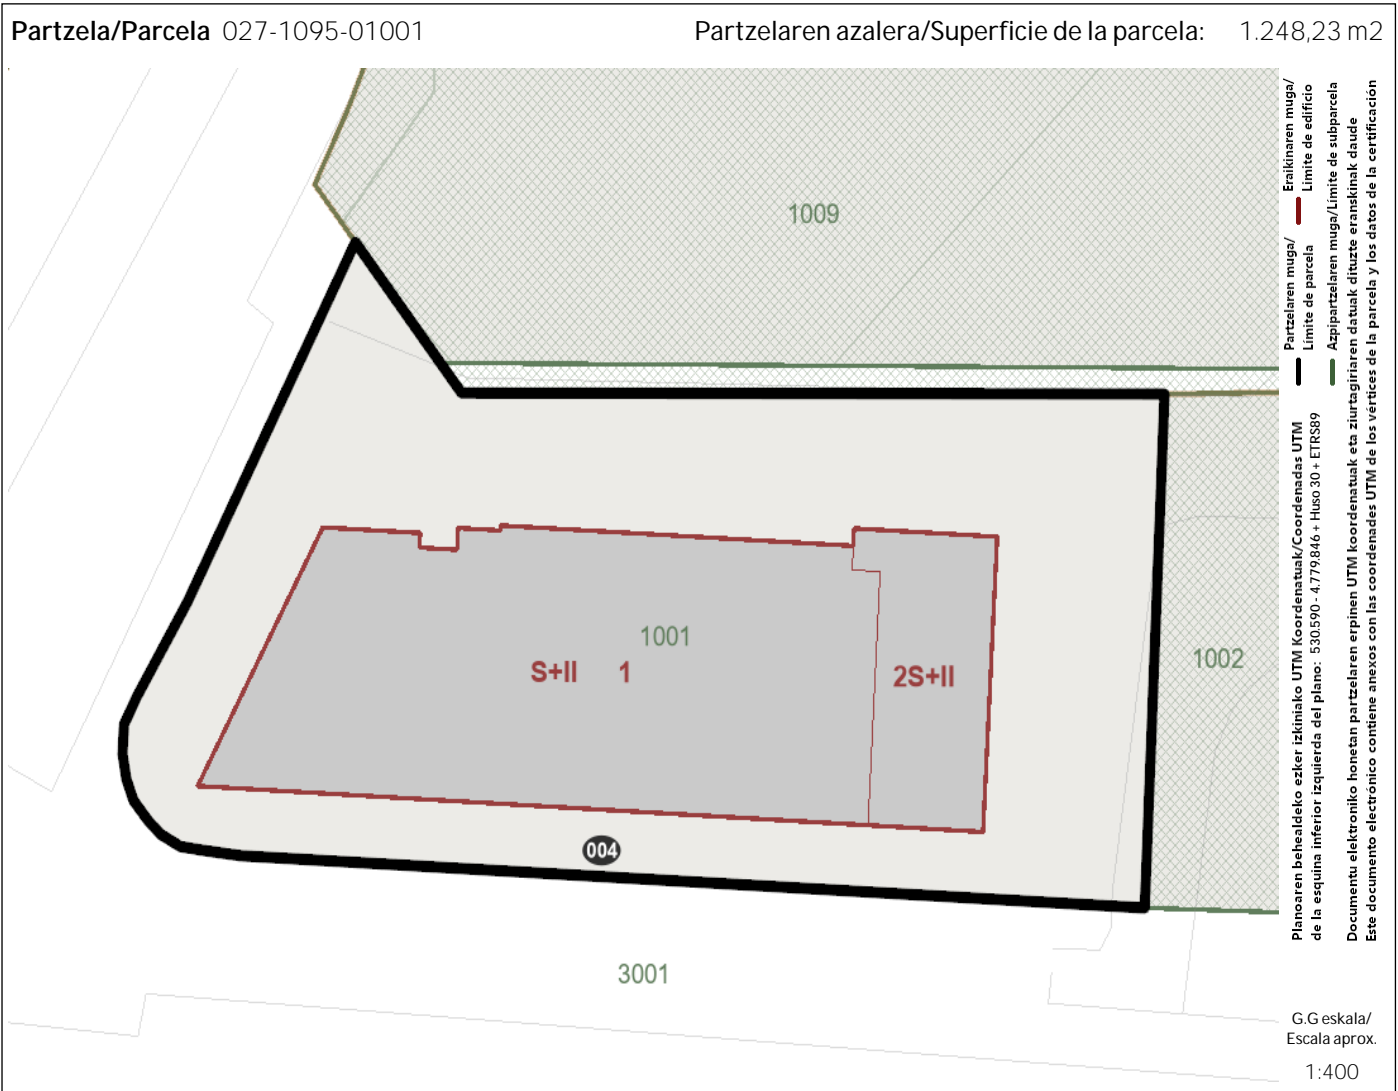 Partzela/Parcela 027-1095-01001
Partzelaren azalera/Superficie de la parcela: 1.248,23 m2
1009
1001
S+II 1
2S+II
1002
004
3001
Partzelaren muga/
Límite de parcela
Eraikinaren muga/
Límite de edificio
Azpipartzelaren muga/Límite de subparcela
Planoaren behealdeko ezker izkiniako UTM Koordenatuak/Coordenadas UTM
de la esquina inferior izquierda del plano: 530.590 - 4.779.846 + Huso 30 + ETRS89
Documentu elektroniko honetan partzelaren erpinen UTM koordenatuak eta ziurtagiriaren datuak dituzte eranskinak daude
Este documento electrónico contiene anexos con las coordenades UTM de los vértices de la parcela y los datos de la certificación
G.G eskala/
Escala aprox.
1:400